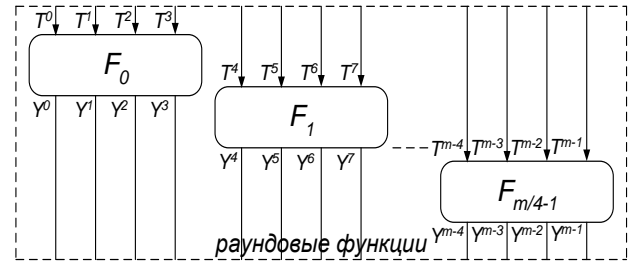 T⁰ T¹ T² T³
F₀
Y⁰ Y¹ Y² Y³
T⁴ T⁵ T⁶ T⁷
F₁
Y⁴ Y⁵ Y⁶ Y⁷
Tᵐ⁻⁴ Tᵐ⁻³ Tᵐ⁻² Tᵐ⁻¹
F_{m/4-1}
Yᵐ⁻⁴ Yᵐ⁻³ Yᵐ⁻² Yᵐ⁻¹
раундовые функции